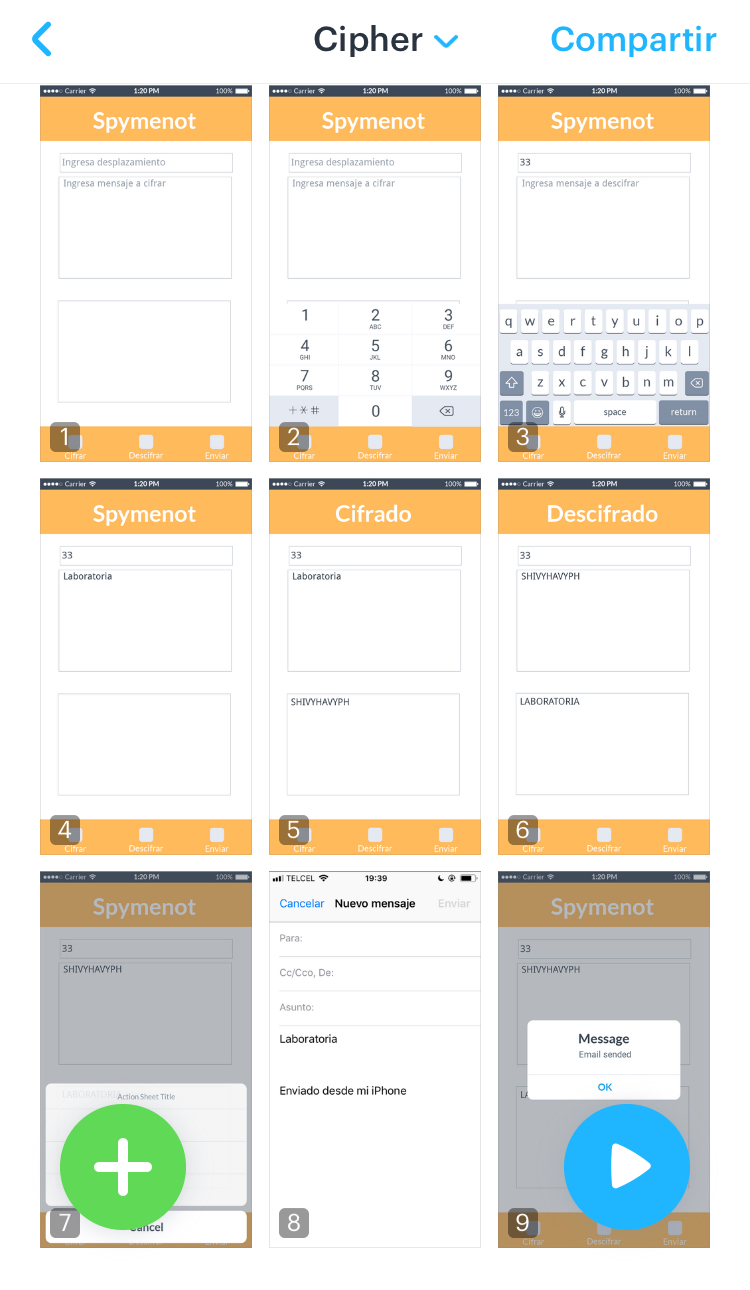 Cipher
Compartir
Carrier 1:20 PM 100%
Spymenot
Ingresa desplazamiento
Ingresa mensaje a cifrar
1
Cifrar Descifrar Enviar
Carrier 1:20 PM 100%
Spymenot
Ingresa desplazamiento
Ingresa mensaje a cifrar
1 2 3
ABC DEF
4 5 6
GHI JKL MNO
7 8 9
PQRS TUV WXYZ
+ * # 0
2
Cifrar Descifrar Enviar
Carrier 1:20 PM 100%
Spymenot
33
Ingresa mensaje a descifrar
q w e r t y u i o p
a s d f g h j k l
z x c v b n m
123 space return
3
Cifrar Descifrar Enviar
Carrier 1:20 PM 100%
Spymenot
33
Laboratoria
4
Cifrar Descifrar Enviar
Carrier 1:20 PM 100%
Cifrado
33
Laboratoria
SHIVYHAVYPH
5
Cifrar Descifrar Enviar
Carrier 1:20 PM 100%
Descifrado
33
SHIVYHAVYPH
LABORATORIA
6
Cifrar Descifrar Enviar
Carrier 1:20 PM 100%
Spymenot
33
SHIVYHAVYPH
LABORATORIA
Action Sheet Title
Cancel
7
TELCEL 19:39
Cancelar Nuevo mensaje Enviar
Para:
Cc/Cco, De:
Asunto:
Laboratoria
Enviado desde mi iPhone
8
Carrier 1:20 PM 100%
Spymenot
33
SHIVYHAVYPH
Message
Email sended
OK
9
Cifrar Descifrar Enviar